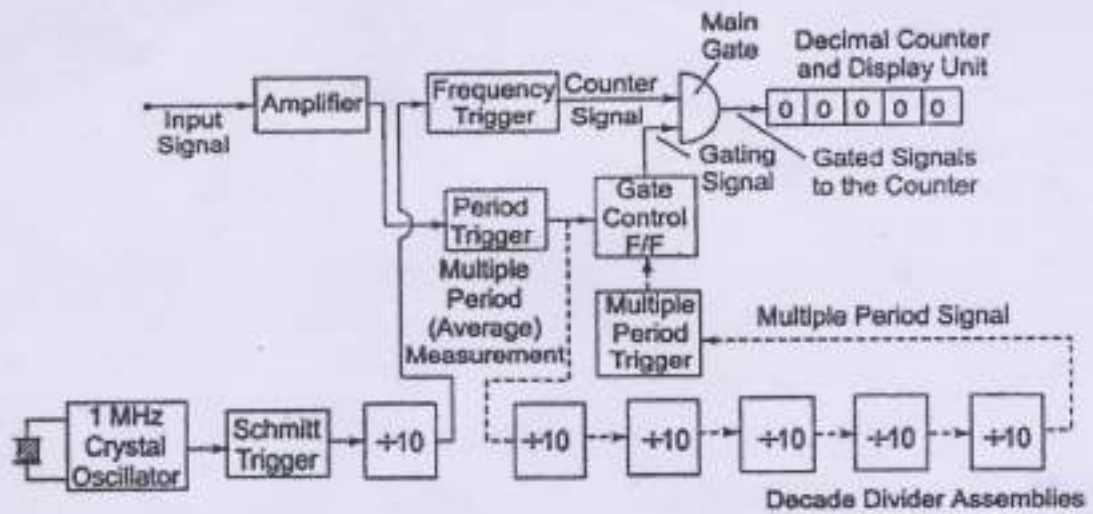 Main
Gate
Decimal Counter
and Display Unit
Amplifier
Frequency
Trigger
Counter
Signal
0 0 0 0 0
Input
Signal
Gating
Signal
Gated Signals
to the Counter
Period
Trigger
Gate
Control
F/F
Multiple
Period
(Average)
Measurement
Multiple
Period
Trigger
Multiple Period Signal
1 MHz
Crystal
Oscillator
Schmitt
Trigger
÷10
÷10
÷10
÷10
÷10
÷10
Decade Divider Assemblies